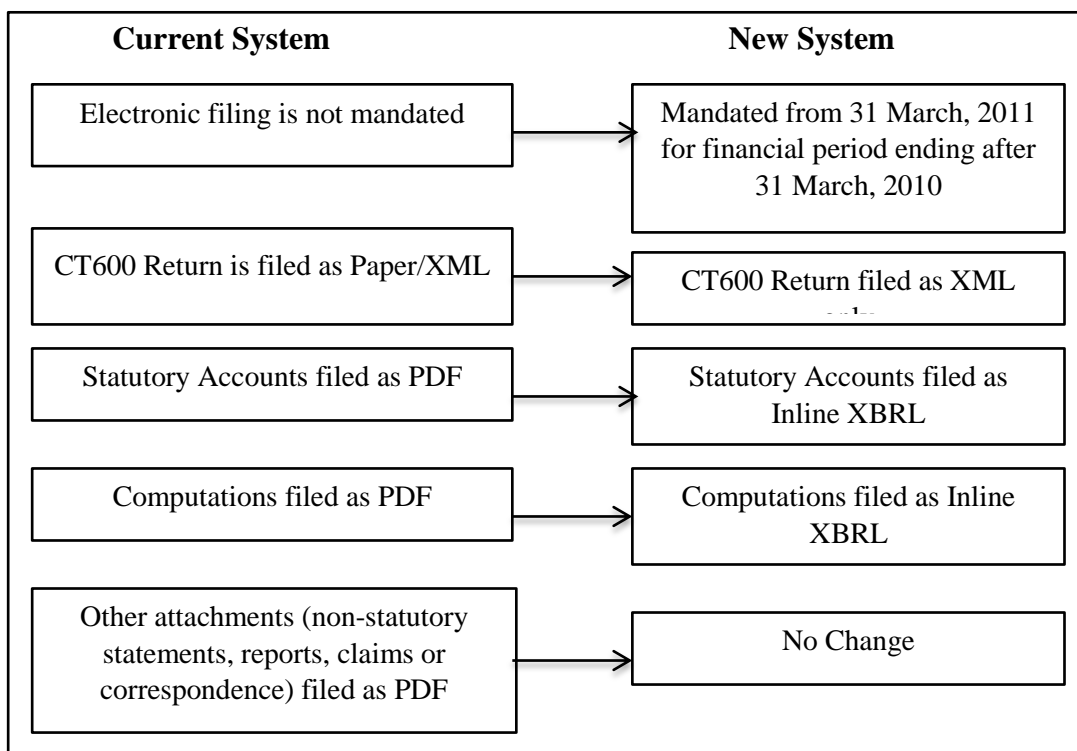 Current System
New System
Electronic filing is not mandated
Mandated from 31 March, 2011
for financial period ending after
31 March, 2010
CT600 Return is filed as Paper/XML
CT600 Return filed as XML
Statutory Accounts filed as PDF
Statutory Accounts filed as
Inline XBRL
Computations filed as PDF
Computations filed as Inline
XBRL
Other attachments (non-statutory
statements, reports, claims or
correspondence) filed as PDF
No Change